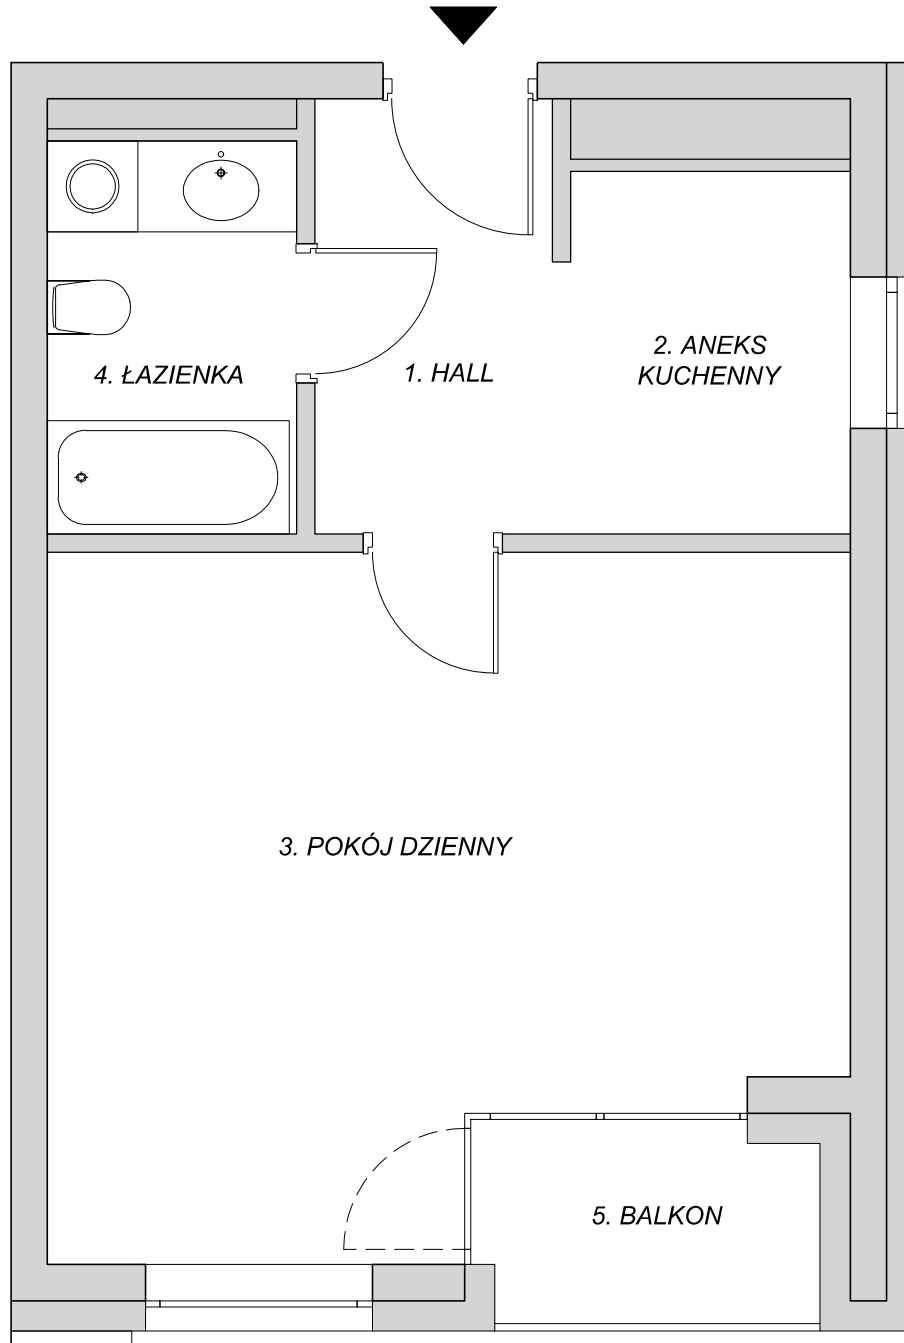 2. ANEKS
KUCHENNY
4. ŁAZIENKA
1. HALL
3. POKÓJ DZIENNY
5. BALKON